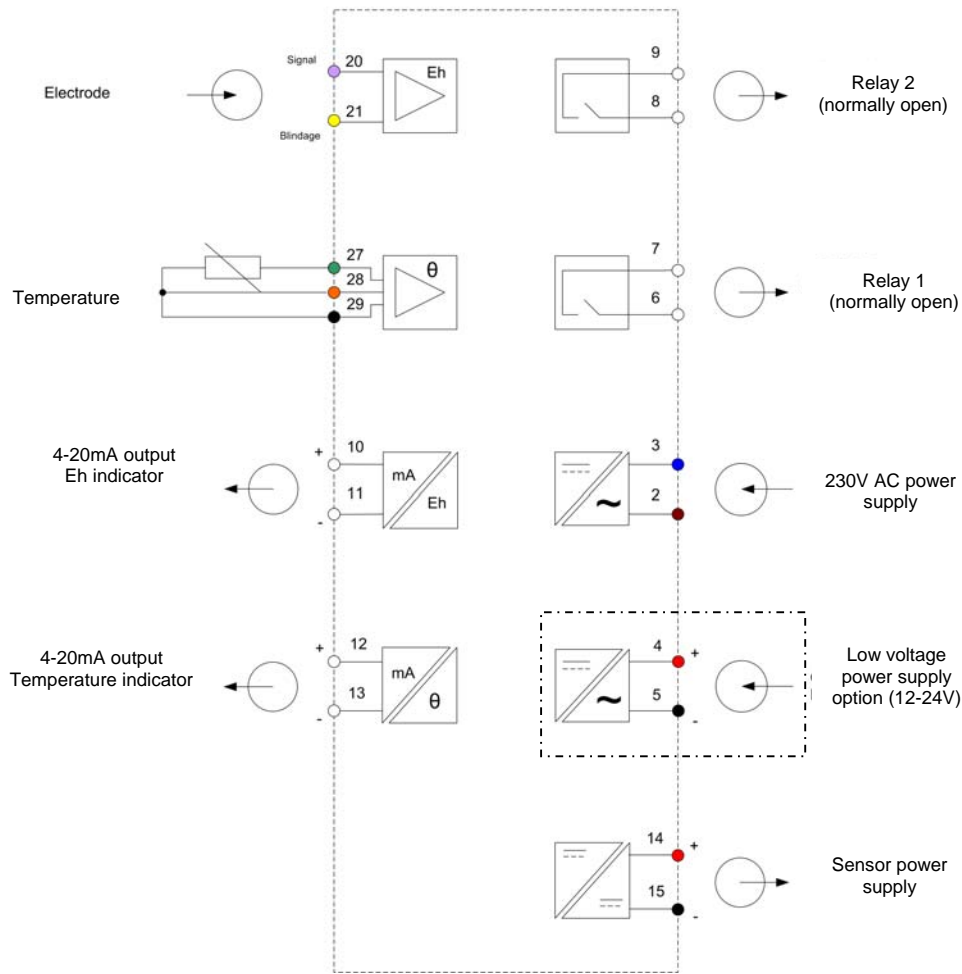 Electrode
Signal
20
21
Blindage
Eh
9
8
Relay 2
(normally open)
Temperature
27
28
29
θ
7
6
Relay 1
(normally open)
4-20mA output
Eh indicator
+
10
11
-
mA
Eh
3
2
~
230V AC power
supply
4-20mA output
Temperature indicator
+
12
13
-
mA
θ
4
+
5
-
~
Low voltage
power supply
option (12-24V)
14
+
15
-
Sensor power
supply